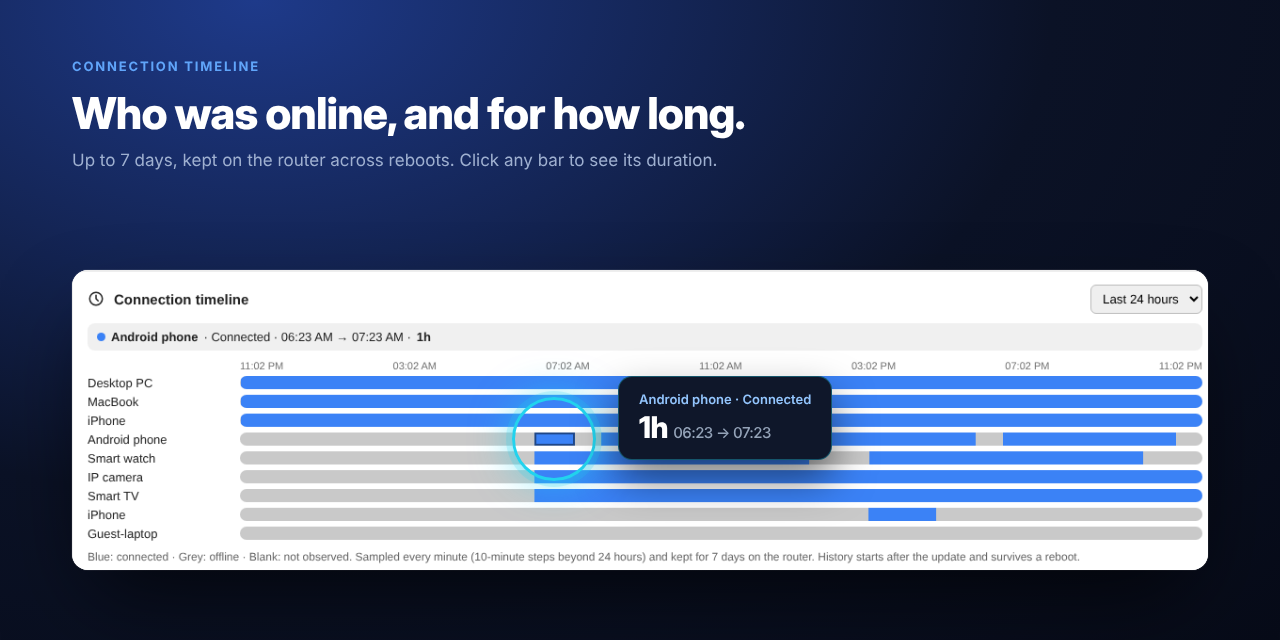 CONNECTION TIMELINE
Who was online, and for how long.
Up to 7 days, kept on the router across reboots. Click any bar to see its duration.
Connection timeline
Last 24 hours
Android phone · Connected · 06:23 AM → 07:23 AM · 1h
11:02 PM 03:02 AM 07:02 AM 11:02 AM 03:02 PM 07:02 PM 11:02 PM
Desktop PC
MacBook
iPhone
Android phone
Smart watch
IP camera
Smart TV
iPhone
Guest-laptop
Android phone · Connected
1h 06:23 → 07:23
Blue: connected · Grey: offline · Blank: not observed. Sampled every minute (10-minute steps beyond 24 hours) and kept for 7 days on the router. History starts after the update and survives a reboot.